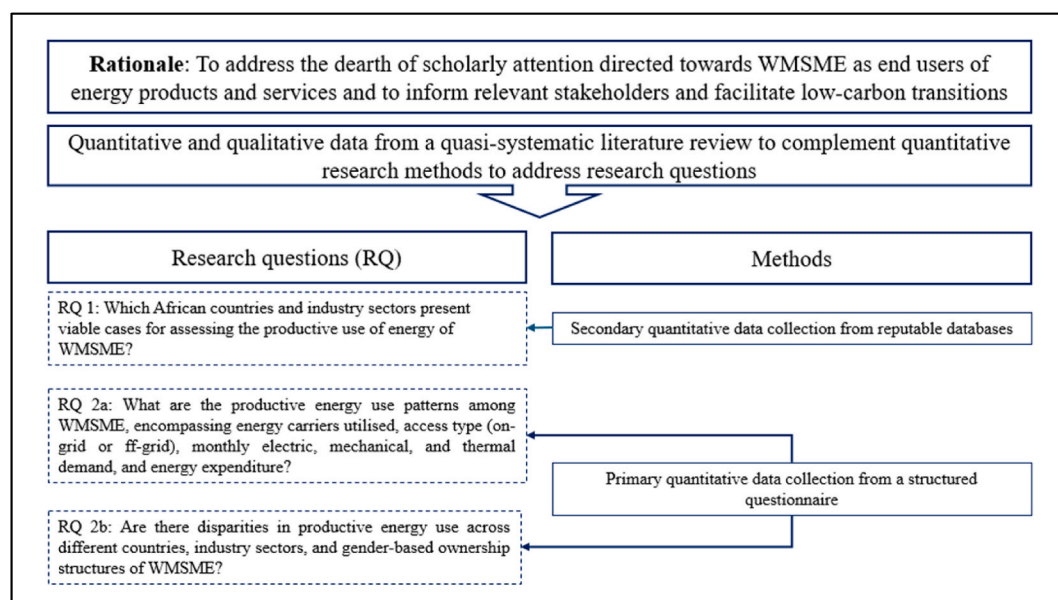 Rationale: To address the dearth of scholarly attention directed towards WMSME as end users of
energy products and services and to inform relevant stakeholders and facilitate low-carbon transitions
Quantitative and qualitative data from a quasi-systematic literature review to complement quantitative
research methods to address research questions
Research questions (RQ)
Methods
RQ 1: Which African countries and industry sectors present
viable cases for assessing the productive use of energy of
WMSME?
Secondary quantitative data collection from reputable databases
RQ 2a: What are the productive energy use patterns among
WMSME, encompassing energy carriers utilised, access type (on-
grid or ff-grid), monthly electric, mechanical, and thermal
demand, and energy expenditure?
Primary quantitative data collection from a structured
questionnaire
RQ 2b: Are there disparities in productive energy use across
different countries, industry sectors, and gender-based ownership
structures of WMSME?